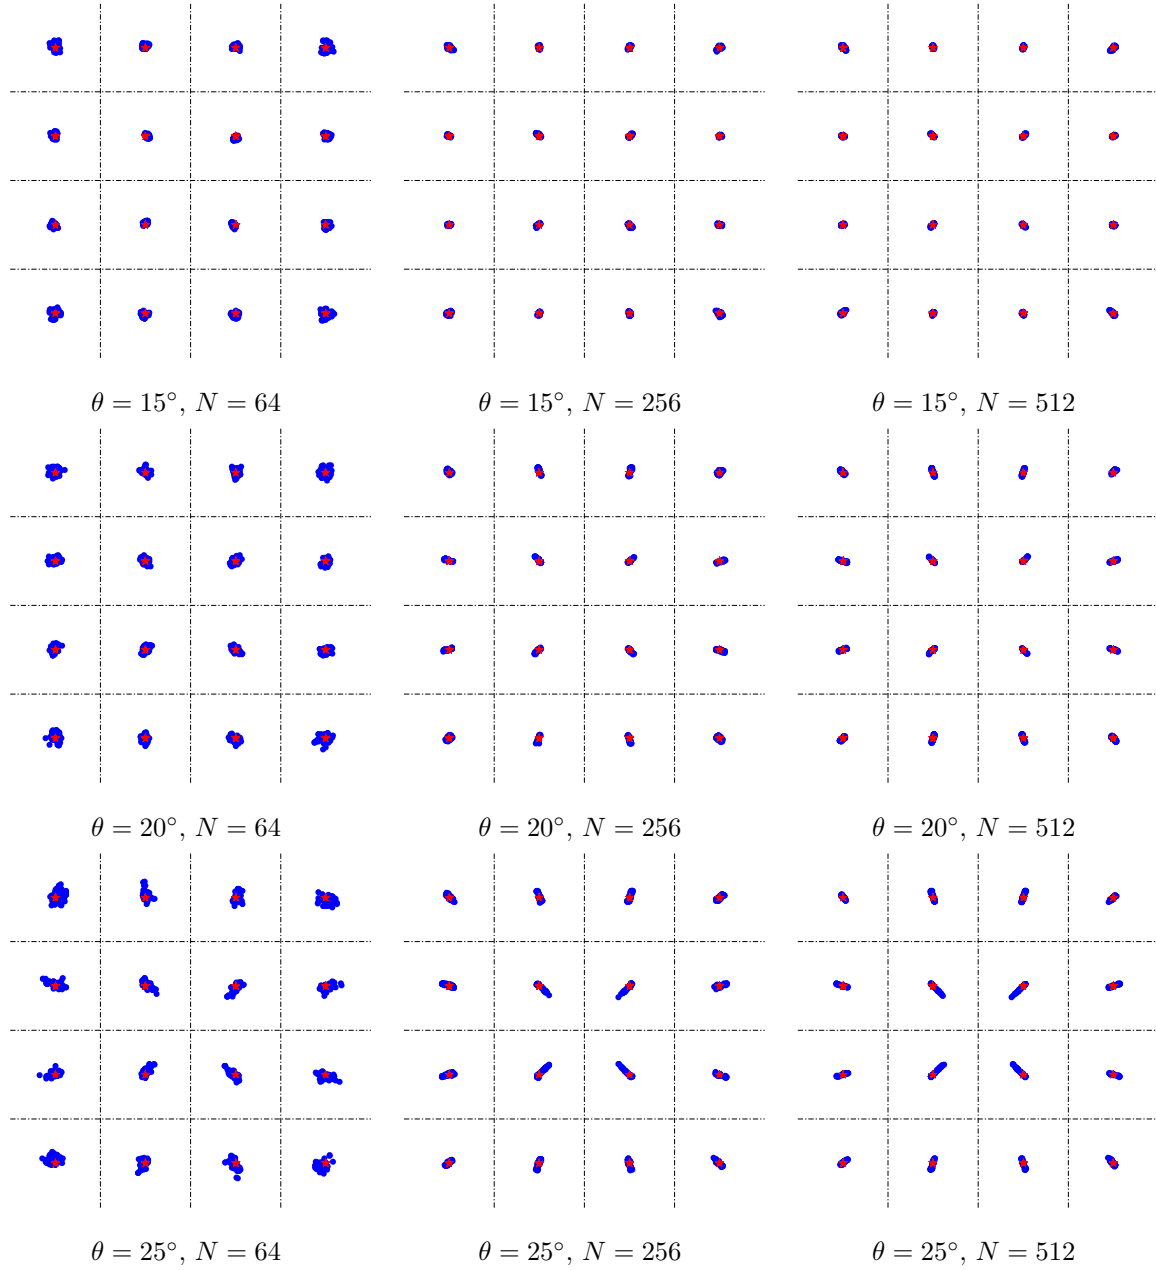 θ = 15°, N = 64
θ = 15°, N = 256
θ = 15°, N = 512
θ = 20°, N = 64
θ = 20°, N = 256
θ = 20°, N = 512
θ = 25°, N = 64
θ = 25°, N = 256
θ = 25°, N = 512